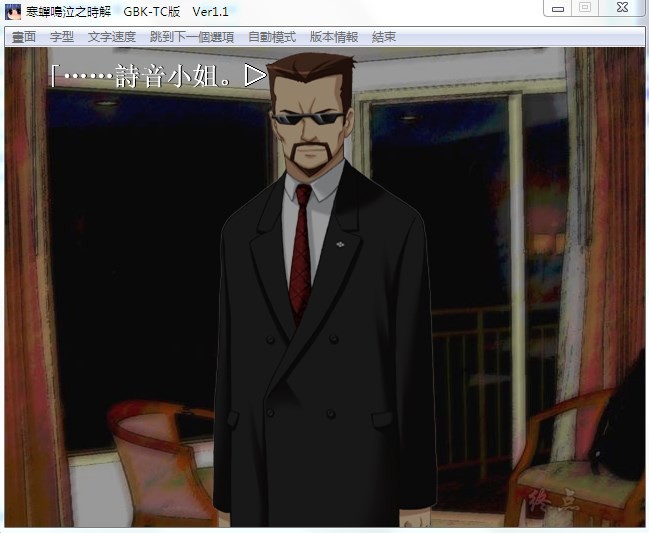 寒蟬鳴泣之時解 GBK-TC版 Ver1.1
畫面 字型 文字速度 跳到下一個選項 自動模式 版本情報 結束
「……詩音小姐。
終点